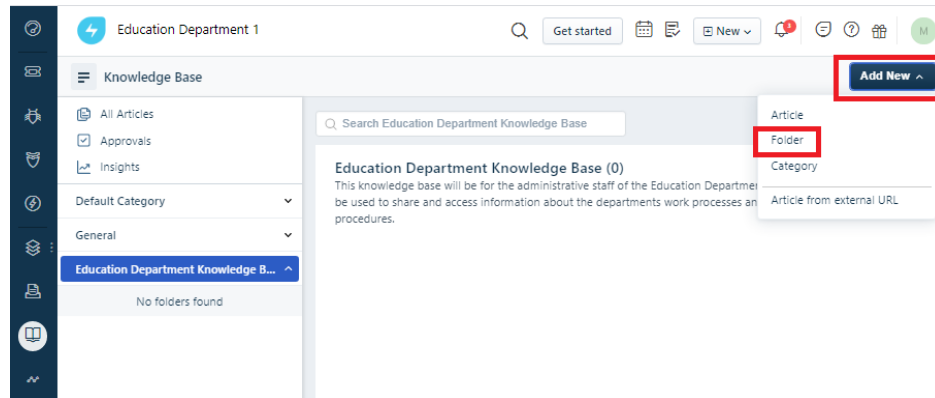 Education Department 1
Get started
New
3
M
Knowledge Base
Add New
All Articles
Approvals
Insights
Default Category
General
Education Department Knowledge B...
No folders found
Search Education Department Knowledge Base
Education Department Knowledge Base (0)
This knowledge base will be for the administrative staff of the Education Departme
be used to share and access information about the departments work processes an
procedures.
Article
Folder
Category
Article from external URL